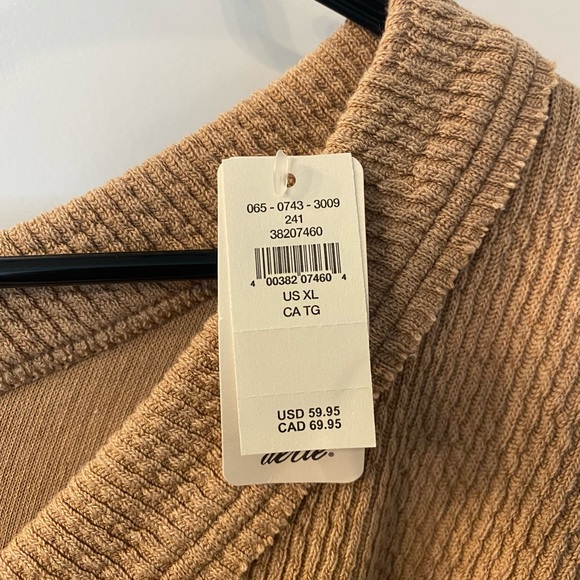 065 - 0743 - 3009
241
38207460
4 00382 07460 4
US XL
CA TG
USD 59.95
CAD 69.95
aerie®